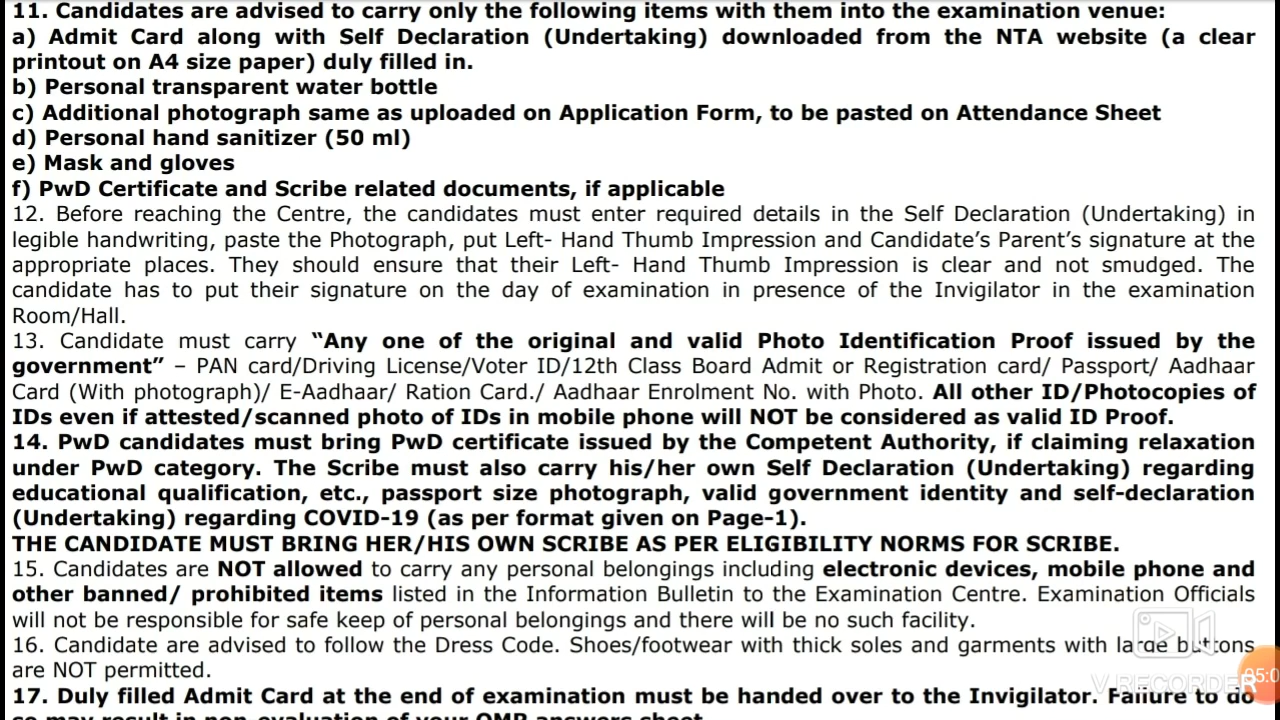 11. Candidates are advised to carry only the following items with them into the examination venue:
a) Admit Card along with Self Declaration (Undertaking) downloaded from the NTA website (a clear
printout on A4 size paper) duly filled in.
b) Personal transparent water bottle
c) Additional photograph same as uploaded on Application Form, to be pasted on Attendance Sheet
d) Personal hand sanitizer (50 ml)
e) Mask and gloves
f) PwD Certificate and Scribe related documents, if applicable
12. Before reaching the Centre, the candidates must enter required details in the Self Declaration (Undertaking) in
legible handwriting, paste the Photograph, put Left- Hand Thumb Impression and Candidate’s Parent’s signature at the
appropriate places. They should ensure that their Left- Hand Thumb Impression is clear and not smudged. The
candidate has to put their signature on the day of examination in presence of the Invigilator in the examination
Room/Hall.
13. Candidate must carry “Any one of the original and valid Photo Identification Proof issued by the
government” – PAN card/Driving License/Voter ID/12th Class Board Admit or Registration card/ Passport/ Aadhaar
Card (With photograph)/ E-Aadhaar/ Ration Card./ Aadhaar Enrolment No. with Photo. All other ID/Photocopies of
IDs even if attested/scanned photo of IDs in mobile phone will NOT be considered as valid ID Proof.
14. PwD candidates must bring PwD certificate issued by the Competent Authority, if claiming relaxation
under PwD category. The Scribe must also carry his/her own Self Declaration (Undertaking) regarding
educational qualification, etc., passport size photograph, valid government identity and self-declaration
(Undertaking) regarding COVID-19 (as per format given on Page-1).
THE CANDIDATE MUST BRING HER/HIS OWN SCRIBE AS PER ELIGIBILITY NORMS FOR SCRIBE.
15. Candidates are NOT allowed to carry any personal belongings including electronic devices, mobile phone and
other banned/ prohibited items listed in the Information Bulletin to the Examination Centre. Examination Officials
will not be responsible for safe keep of personal belongings and there will be no such facility.
16. Candidate are advised to follow the Dress Code. Shoes/footwear with thick soles and garments with large buttons
are NOT permitted.
17. Duly filled Admit Card at the end of examination must be handed over to the Invigilator. Failure to do
so may result in non-evaluation of your OMR answers sheet.
V RECORDER
05:0